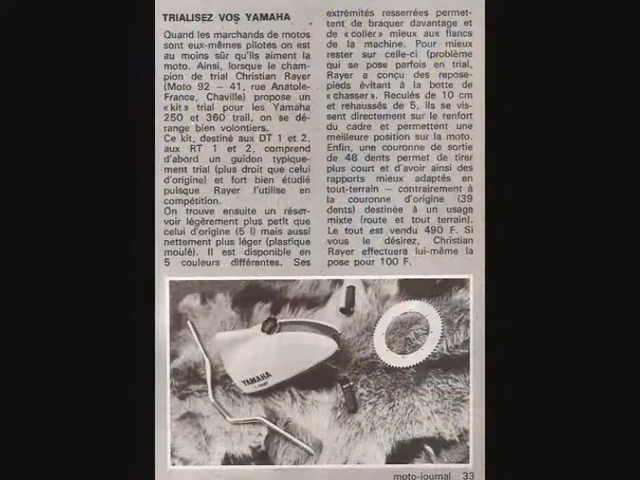 TRIALISEZ VOS YAMAHA
Quand les marchands de motos
sont eux-mêmes pilotes on est
au moins sûr qu'ils aiment la
moto. Ainsi, lorsque le cham-
pion de trial Christian Rayer
(Moto 92 – 41, rue Anatole-
France, Chaville) propose un
« kit » trial pour les Yamaha
250 et 360 trail, on se dé-
range bien volontiers.
Ce kit, destiné aux DT 1 et 2,
aux RT 1 et 2, comprend
d'abord un guidon typique-
ment trial (plus droit que celui
d'origine) et fort bien étudié
puisque Rayer l'utilise en
compétition.
On trouve ensuite un réser-
voir légèrement plus petit que
celui d'origine (5 l) mais aussi
nettement plus léger (plastique
moulé). Il est disponible en
5 couleurs différentes. Ses
extrémités resserrées permet-
tent de braquer davantage et
de « coller » mieux aux flancs
de la machine. Pour mieux
rester sur celle-ci (problème
qui se pose parfois en trial,
Rayer a conçu des repose-
pieds évitant à la botte de
« chasser ». Reculés de 10 cm
et rehaussés de 5, ils se vis-
sent directement sur le renfort
du cadre et permettent une
meilleure position sur la moto.
Enfin, une couronne de sortie
de 48 dents permet de tirer
plus court et d'avoir ainsi des
rapports mieux adaptés en
tout-terrain – contrairement à
la couronne d'origine (39
dents) destinée à un usage
mixte (route et tout terrain).
Le tout est vendu 490 F. Si
vous le désirez, Christian
Rayer effectuera lui-même la
pose pour 100 F.
YAMAHA
moto-journal 33